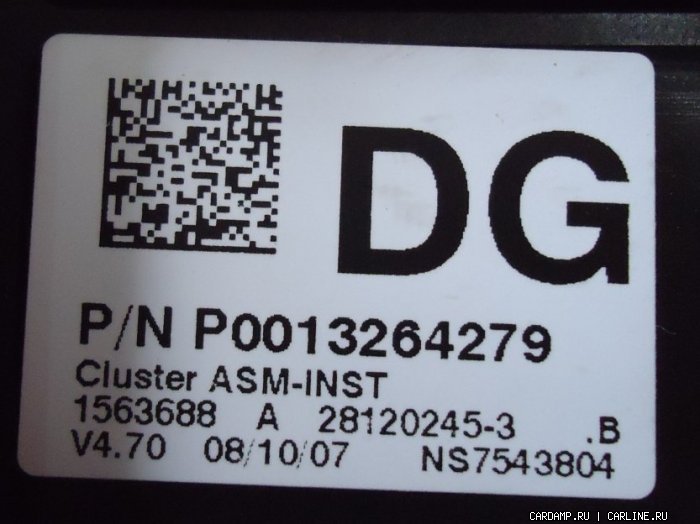 DG
P/N P0013264279
Cluster ASM-INST
1563688 A 28120245-3 .B
V4.70 08/10/07 NS7543804
CARDAMP.RU | CARLINE.RU